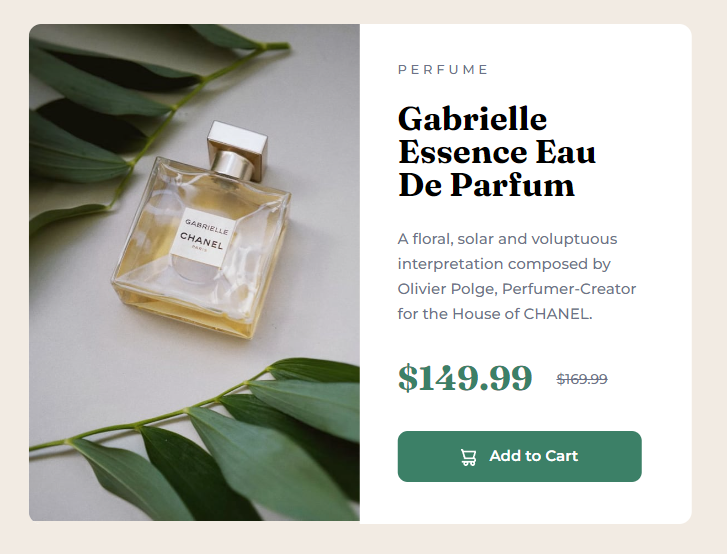 GABRIELLE
CHANEL
PARIS
PERFUME
Gabrielle
Essence Eau
De Parfum
A floral, solar and voluptuous
interpretation composed by
Olivier Polge, Perfumer-Creator
for the House of CHANEL.
$149.99 $169.99
Add to Cart